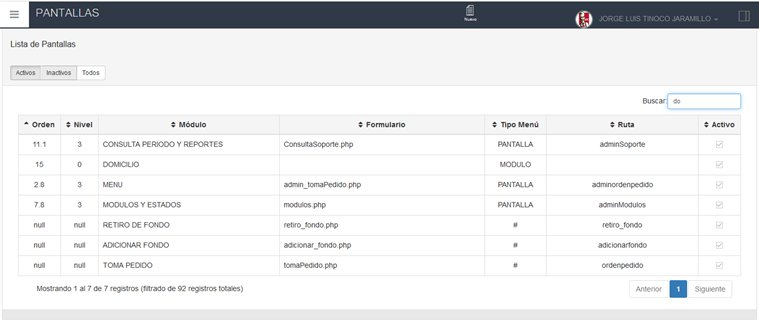 PANTALLAS
Nuevo
JORGE LUIS TINOCO JARAMILLO
Lista de Pantallas
Activos Inactivos Todos
Buscar: do
Orden Nivel Módulo Formulario Tipo Menú Ruta Activo
11.1 3 CONSULTA PERIODO Y REPORTES ConsultaSoporte.php PANTALLA adminSoporte
15 0 DOMICILIO MODULO
2.8 3 MENU admin_tomaPedido.php PANTALLA adminordenpedido
7.8 3 MODULOS Y ESTADOS modulos.php PANTALLA adminModulos
null null RETIRO DE FONDO retiro_fondo.php # retiro_fondo
null null ADICIONAR FONDO adicionar_fondo.php # adicionarfondo
null null TOMA PEDIDO tomaPedido.php # ordenpedido
Mostrando 1 al 7 de 7 registros (filtrado de 92 registros totales)
Anterior 1 Siguiente